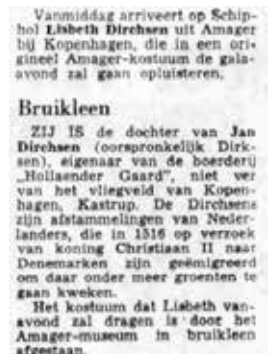 Vanmiddag arriveert op Schip-
hol Lisbeth Dirchsen uit Amager
bij Kopenhagen, die in een ori-
gineel Amager-kostuum de gala-
avond zal gaan opluisteren.
Bruikleen
ZIJ IS de dochter van Jan
Dirchsen (oorspronkelijk Dirk-
sen), eigenaar van de boerderij
„Hollaender Gaard”, niet ver
van het vliegveld van Kopen-
hagen, Kastrup. De Dirchsens
zijn afstammelingen van Neder-
landers, die in 1516 op verzoek
van koning Christiaan II naar
Denemarken zijn geëmigreerd
om daar onder meer groenten te
gaan kweken.
Het kostuum dat Lisbeth van-
avond zal dragen is door het
Amager-museum in bruikleen
afgestaan.